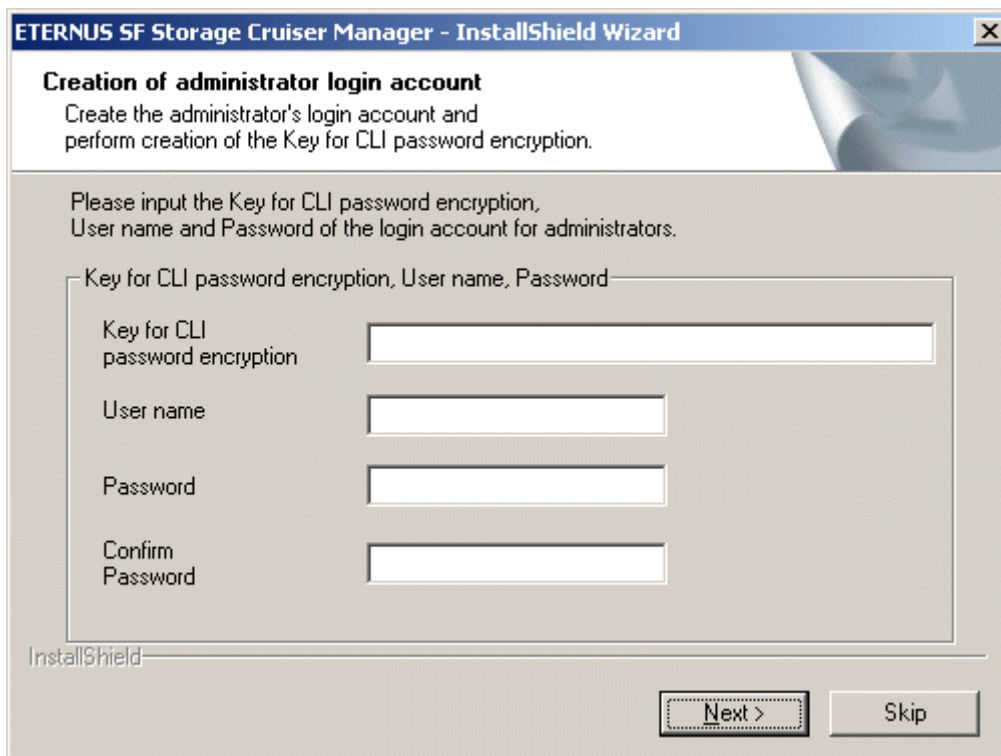 ETERNUS SF Storage Cruiser Manager - InstallShield Wizard
Creation of administrator login account
Create the administrator's login account and
perform creation of the Key for CLI password encryption.
Please input the Key for CLI password encryption,
User name and Password of the login account for administrators.
Key for CLI password encryption, User name, Password
Key for CLI
password encryption
User name
Password
Confirm
Password
InstallShield
Next >
Skip